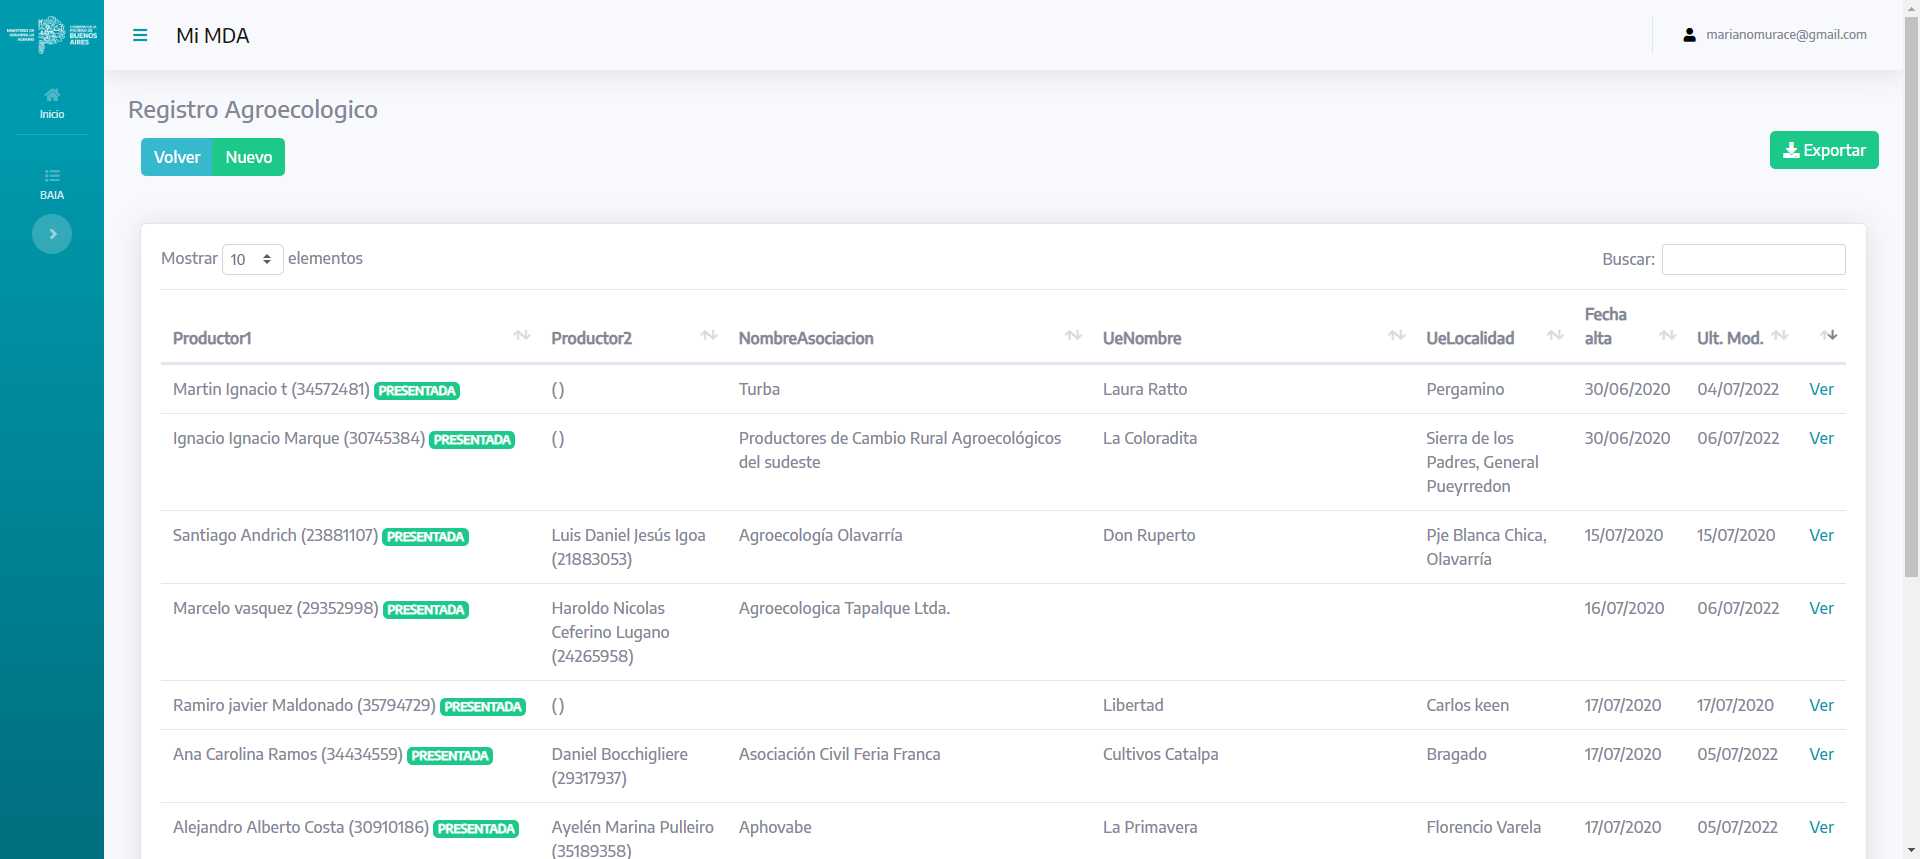 BUENOS
AIRES
Mi MDA
marianomurace@gmail.com
Inicio
BAIA
Registro Agroecologico
Volver Nuevo
Exportar
Mostrar 10 elementos
Buscar:
Productor1 Productor2 NombreAsociacion UeNombre UeLocalidad Fecha alta Ult. Mod.
Martin Ignacio t (34572481) PRESENTADA () Turba Laura Ratto Pergamino 30/06/2020 04/07/2022 Ver
Ignacio Ignacio Marque (30745384) PRESENTADA () Productores de Cambio Rural Agroecológicos La Coloradita Sierra de los 30/06/2020 06/07/2022 Ver
del sudeste Padres, General
Pueyrredon
Santiago Andrich (23881107) PRESENTADA Luis Daniel Jesús Igoa Agroecología Olavarría Don Ruperto Pje Blanca Chica, 15/07/2020 15/07/2020 Ver
(21883053) Olavarría
Marcelo vasquez (29352998) PRESENTADA Haroldo Nicolas Agroecologica Tapalque Ltda. 16/07/2020 06/07/2022 Ver
Ceferino Lugano
(24265958)
Ramiro javier Maldonado (35794729) PRESENTADA () Libertad Carlos keen 17/07/2020 17/07/2020 Ver
Ana Carolina Ramos (34434559) PRESENTADA Daniel Bocchigliere Asociación Civil Feria Franca Cultivos Catalpa Bragado 17/07/2020 05/07/2022 Ver
(29317937)
Alejandro Alberto Costa (30910186) PRESENTADA Ayelén Marina Pulleiro Aphovabe La Primavera Florencio Varela 17/07/2020 05/07/2022 Ver
(35189358)